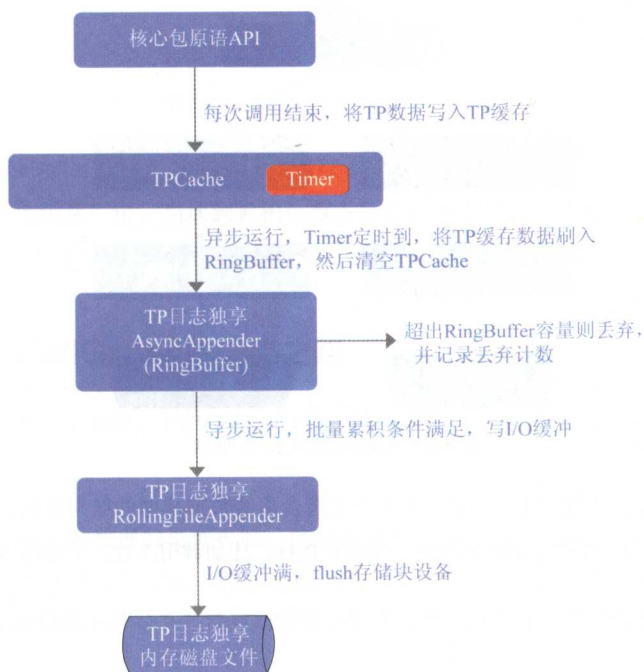 核心包原语API
每次调用结束，将TP数据写入TP缓存
TPCache
Timer
异步运行，Timer定时到，将TP缓存数据刷入
RingBuffer，然后清空TPCache
TP日志独享
AsyncAppender
(RingBuffer)
超出RingBuffer容量则丢弃，
并记录丢弃计数
导步运行，批量累积条件满足，写I/O缓冲
TP日志独享
RollingFileAppender
I/O缓冲满，flush存储块设备
TP日志独享
内存磁盘文件